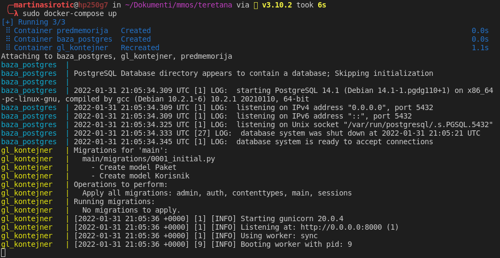 martinasirotic@hp250g7 in ~/Dokumenti/mmos/teretana via v3.10.2 took 6s
λ sudo docker-compose up
[+] Running 3/3
Container predmemorija Created 0.0s
Container baza_postgres Created 0.0s
Container gl_kontejner Recreated 1.1s
Attaching to baza_postgres, gl_kontejner, predmemorija
baza_postgres |
baza_postgres | PostgreSQL Database directory appears to contain a database; Skipping initialization
baza_postgres |
baza_postgres | 2022-01-31 21:05:34.309 UTC [1] LOG: starting PostgreSQL 14.1 (Debian 14.1-1.pgdg110+1) on x86_64
-pc-linux-gnu, compiled by gcc (Debian 10.2.1-6) 10.2.1 20210110, 64-bit
baza_postgres | 2022-01-31 21:05:34.309 UTC [1] LOG: listening on IPv4 address "0.0.0.0", port 5432
baza_postgres | 2022-01-31 21:05:34.309 UTC [1] LOG: listening on IPv6 address "::", port 5432
baza_postgres | 2022-01-31 21:05:34.325 UTC [1] LOG: listening on Unix socket "/var/run/postgresql/.s.PGSQL.5432"
baza_postgres | 2022-01-31 21:05:34.333 UTC [27] LOG: database system was shut down at 2022-01-31 21:05:21 UTC
baza_postgres | 2022-01-31 21:05:34.345 UTC [1] LOG: database system is ready to accept connections
gl_kontejner | Migrations for 'main':
gl_kontejner | main/migrations/0001_initial.py
gl_kontejner | - Create model Paket
gl_kontejner | - Create model Korisnik
gl_kontejner | Operations to perform:
gl_kontejner | Apply all migrations: admin, auth, contenttypes, main, sessions
gl_kontejner | Running migrations:
gl_kontejner | No migrations to apply.
gl_kontejner | [2022-01-31 21:05:36 +0000] [1] [INFO] Starting gunicorn 20.0.4
gl_kontejner | [2022-01-31 21:05:36 +0000] [1] [INFO] Listening at: http://0.0.0.0:8000 (1)
gl_kontejner | [2022-01-31 21:05:36 +0000] [1] [INFO] Using worker: sync
gl_kontejner | [2022-01-31 21:05:36 +0000] [9] [INFO] Booting worker with pid: 9